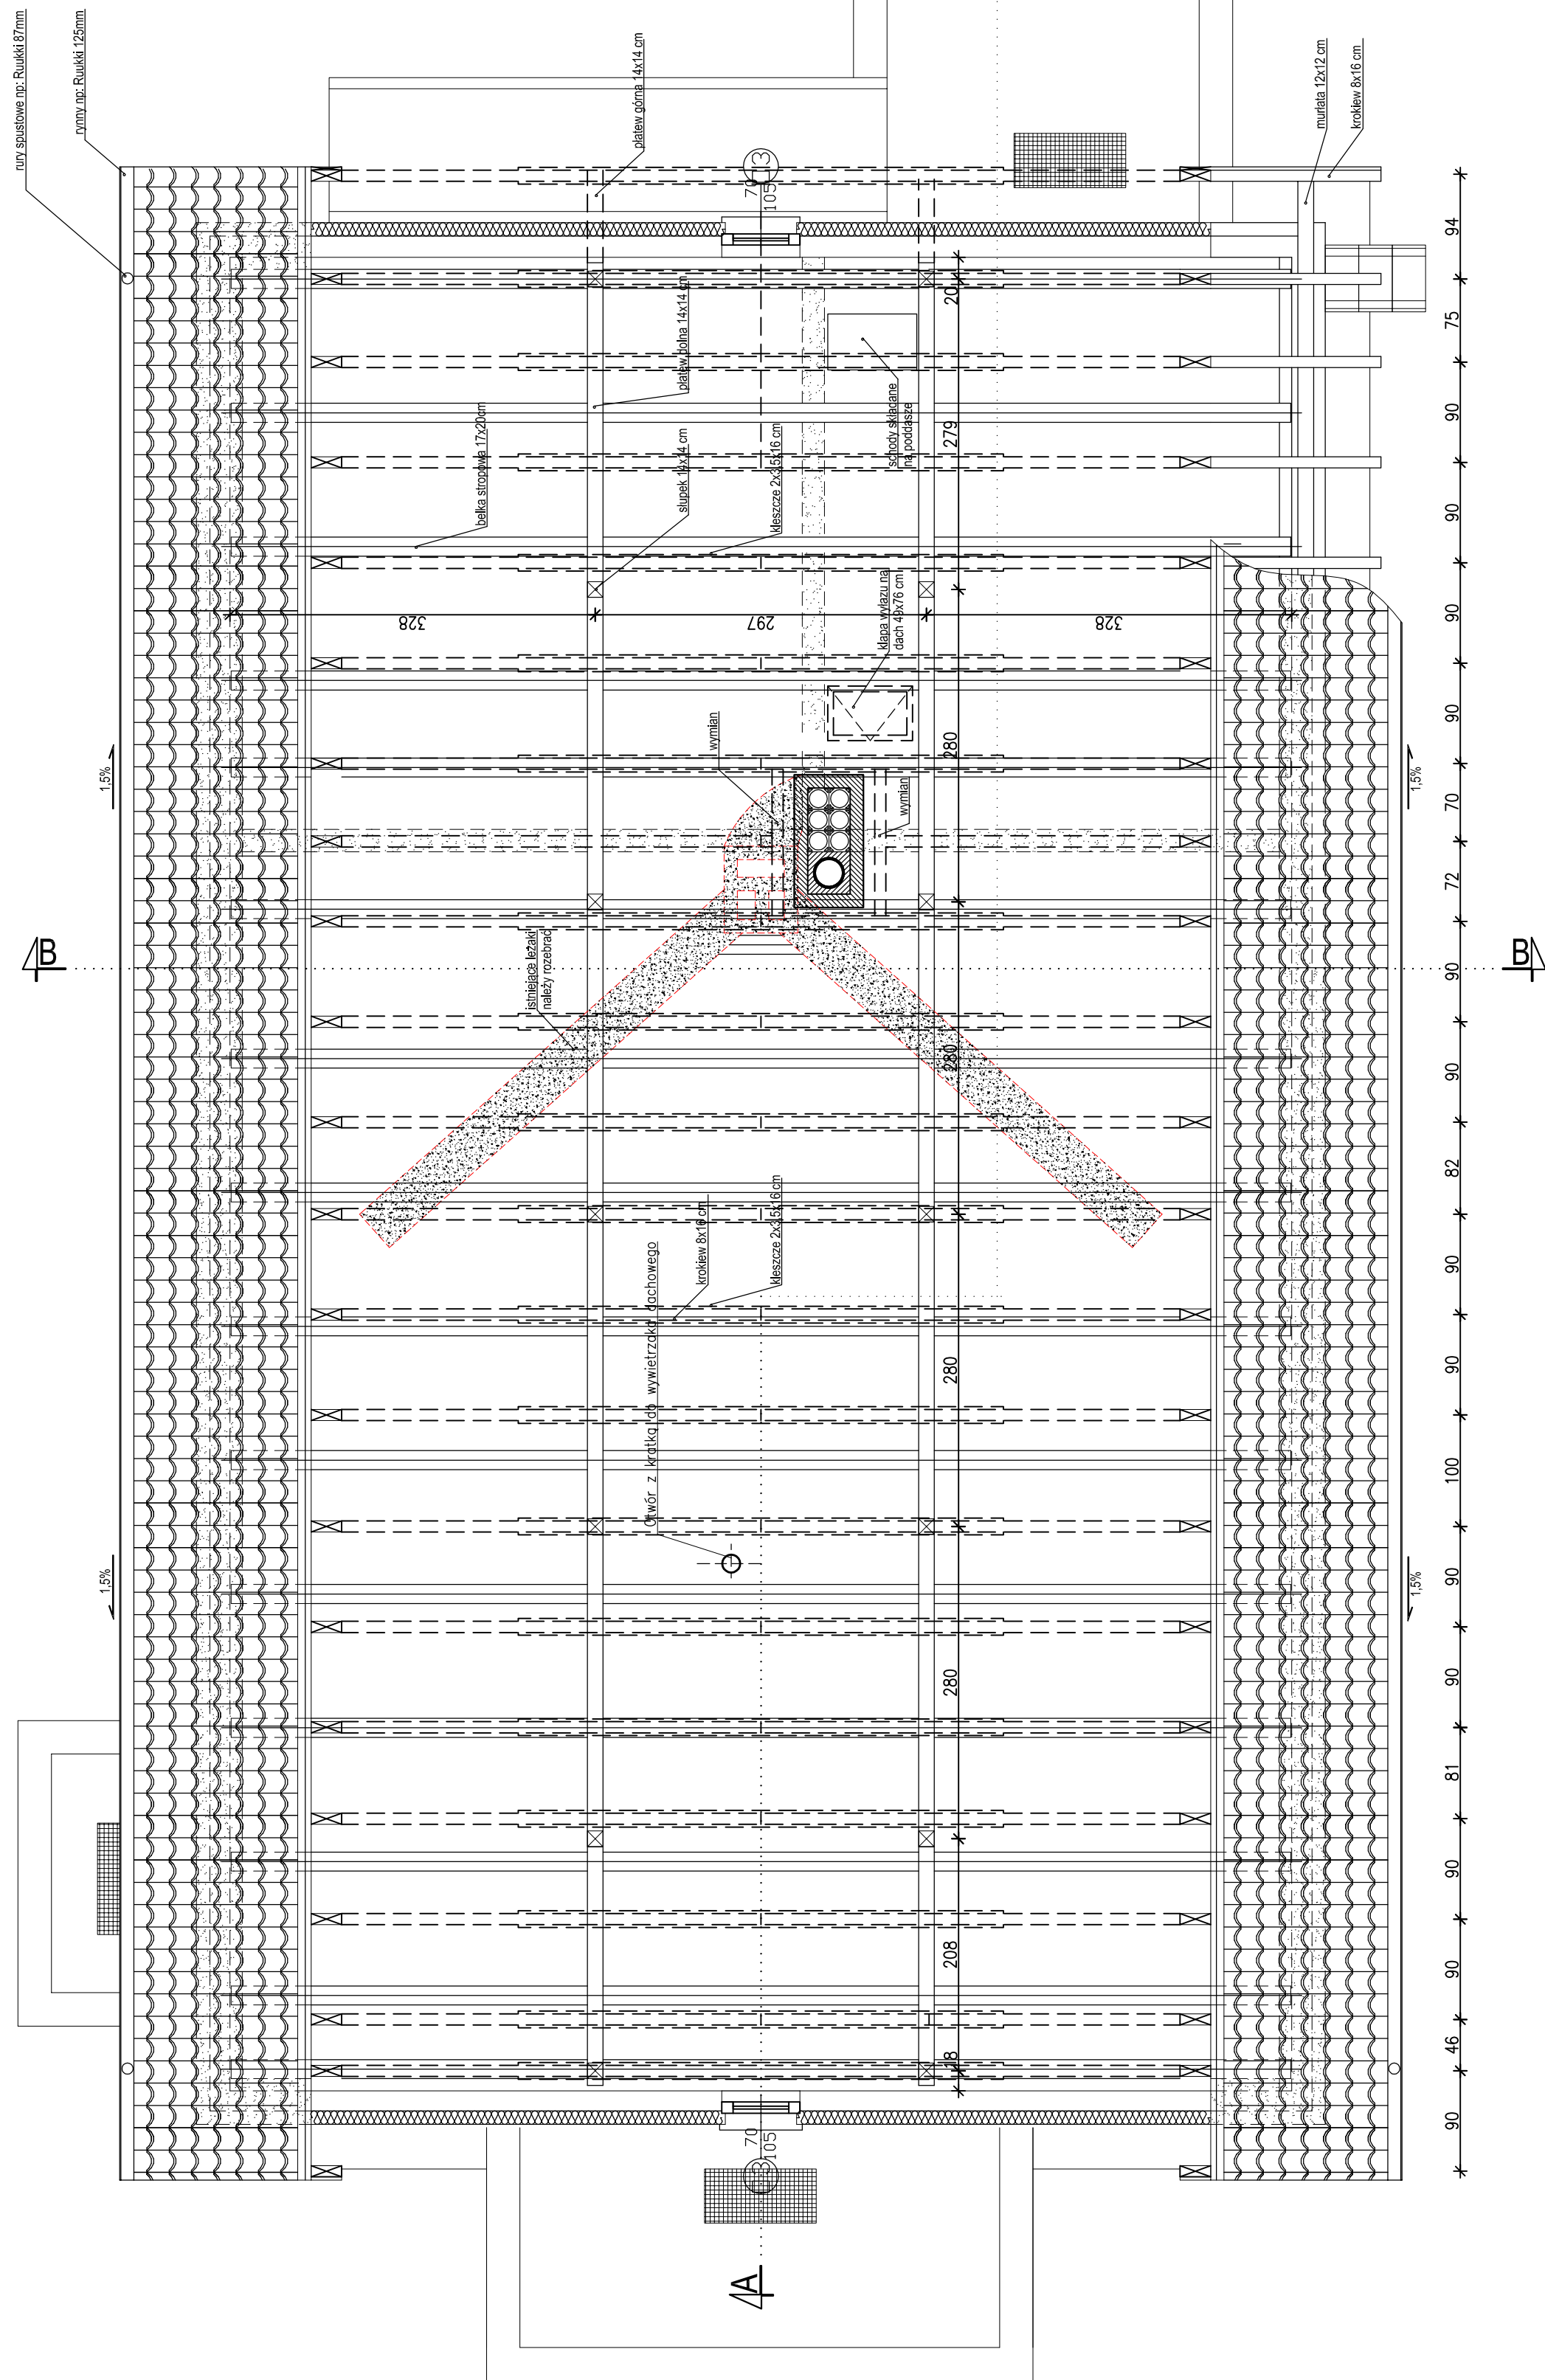 rury spustowe np: Ruukki 87mm
rynny np: Ruukki 125mm
płatew górna 14x14 cm
murłata 12x12 cm
krokiew 8x16 cm
70
105
płatew dolna 14x14 cm
belka stropowa 17x20cm
słupek 14x14 cm
kleszcze 2x3,5x16 cm
schody składane
na poddasze
klapa wyłazu na
dach 49x76 cm
wymian
wymian
istniejące leżaki
należy rozebrać
krokiew 8x16 cm
kleszcze 2x3,5x16 cm
Otwór z kratką do wywietrzaka dachowego
1,5%
1,5%
1,5%
1,5%
B
B
A
328
297
328
20
279
280
280
280
280
208
18
94
75
90
90
90
90
70
72
90
90
82
90
90
100
90
90
81
90
90
46
90
70
105